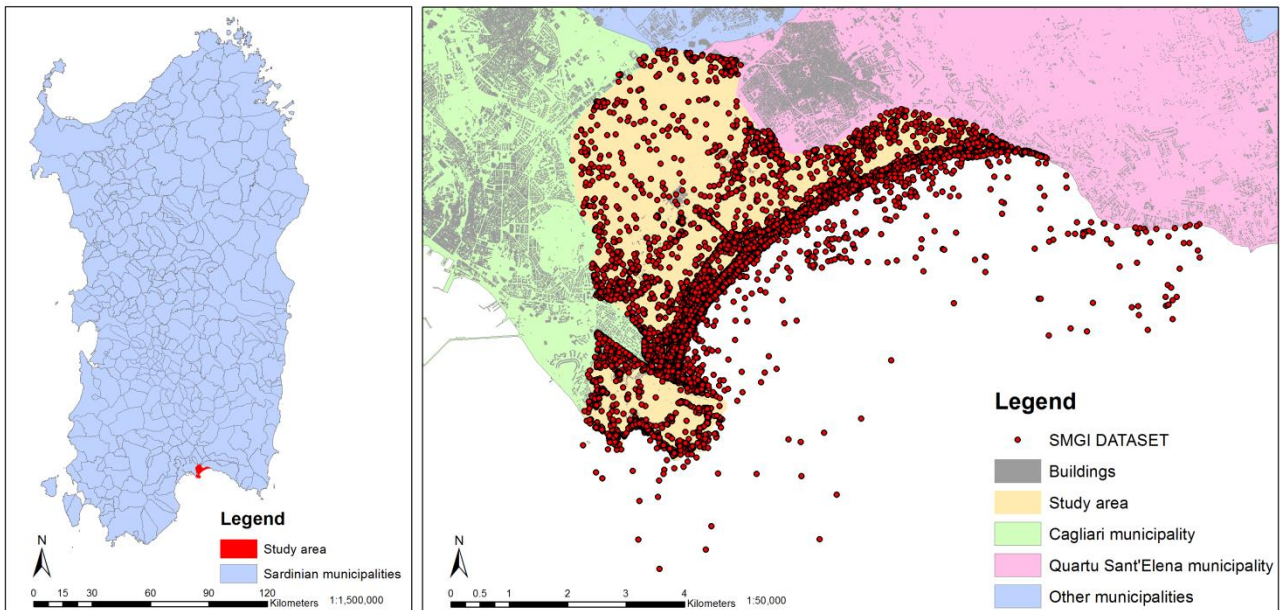 N
Legend
Study area
Sardinian municipalities
0 15 30 60 90 120
Kilometers
1:1,500,000
Legend
SMGI DATASET
Buildings
Study area
Cagliari municipality
Quartu Sant'Elena municipality
Other municipalities
N
0 0.5 1 2 3 4
Kilometers
1:50,000